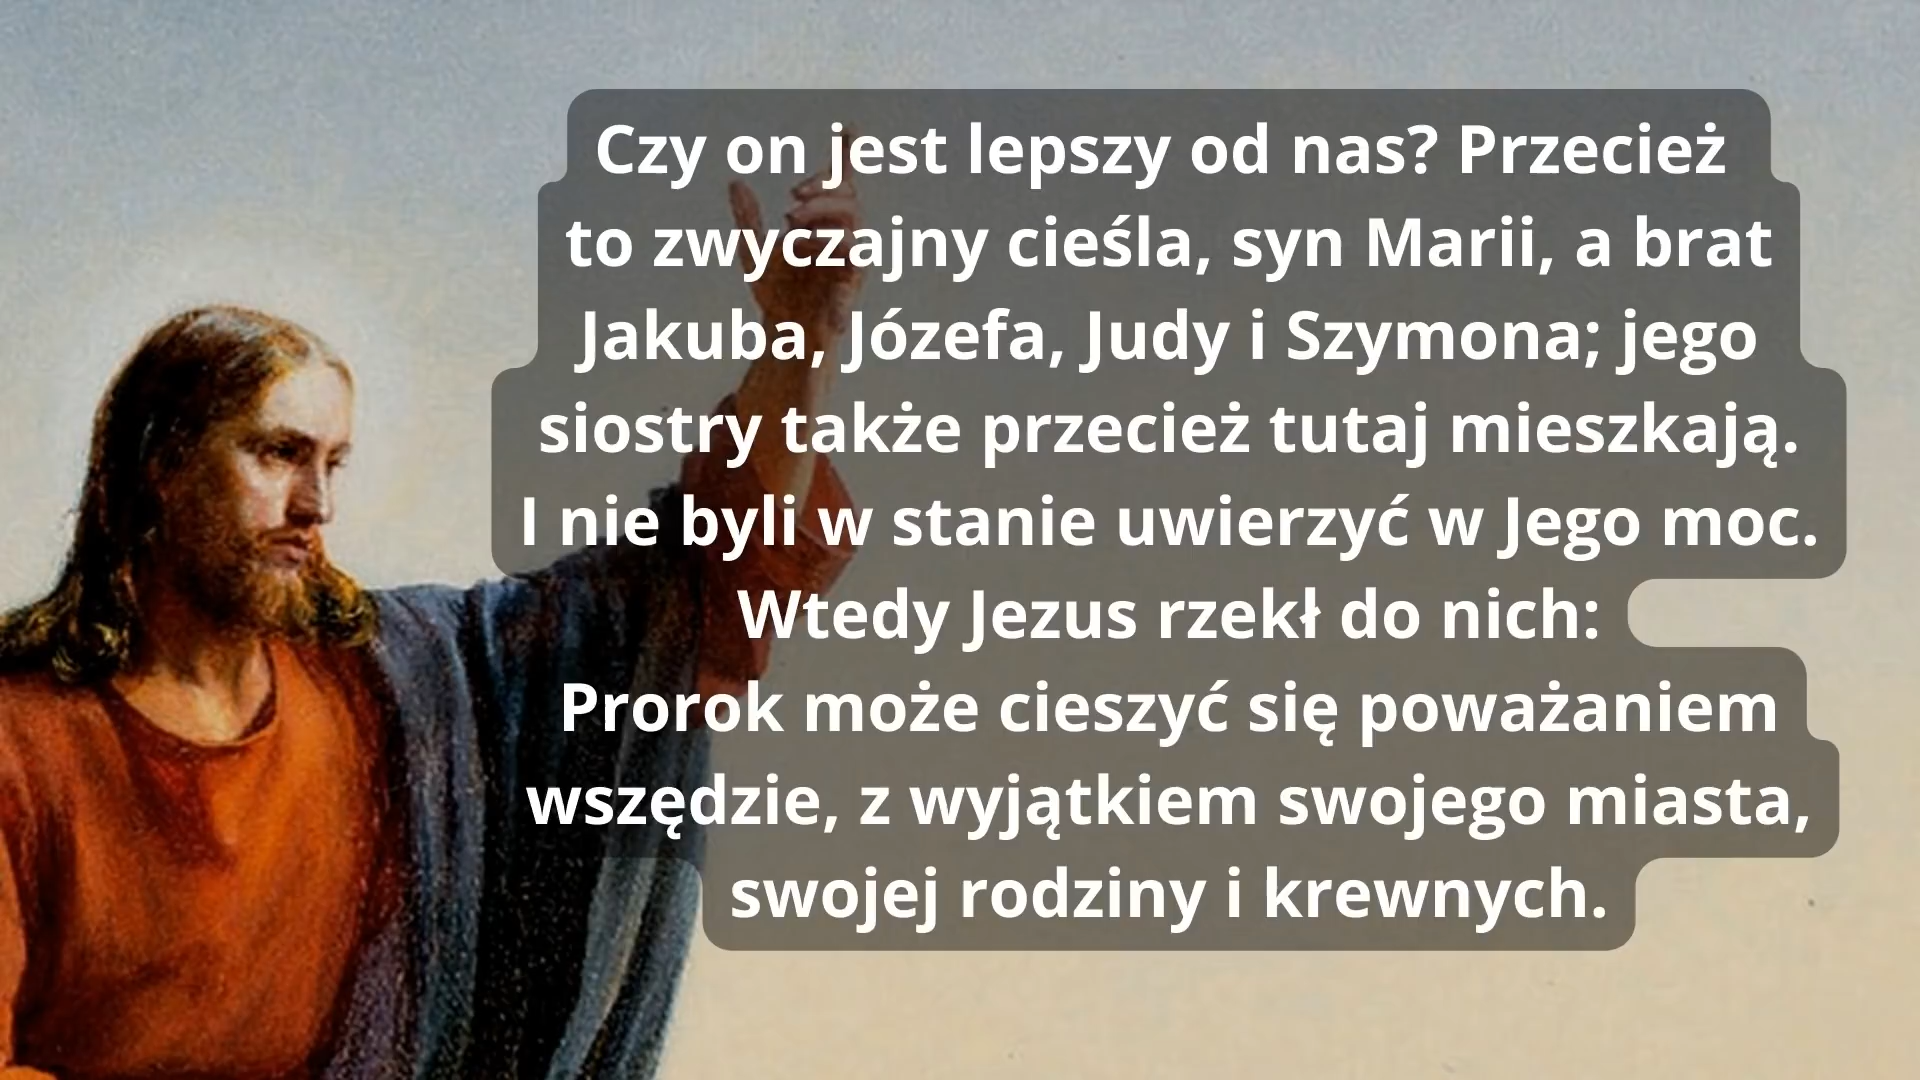 Czy on jest lepszy od nas? Przecież
to zwyczajny cieśla, syn Marii, a brat
Jakuba, Józefa, Judy i Szymona; jego
siostry także przecież tutaj mieszkają.
I nie byli w stanie uwierzyć w Jego moc.
Wtedy Jezus rzekł do nich:
Prorok może cieszyć się poważaniem
wszędzie, z wyjątkiem swojego miasta,
swojej rodziny i krewnych.